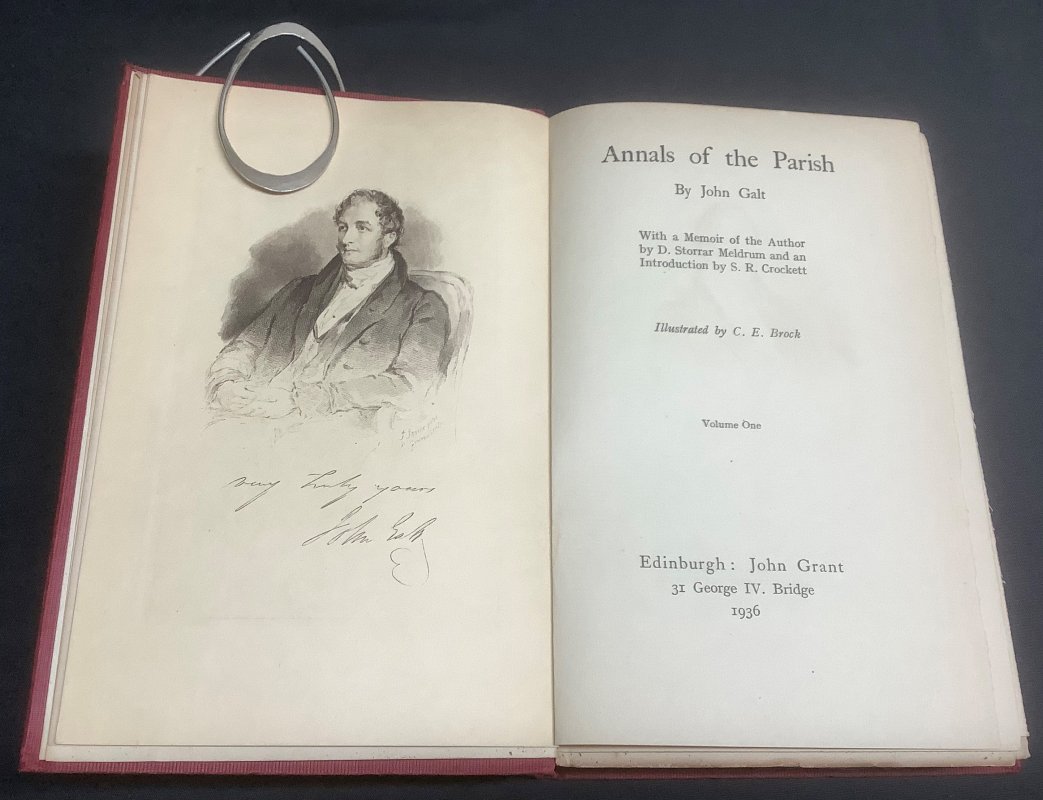 very truly yours
John Galt
Annals of the Parish
By John Galt
With a Memoir of the Author
by D. Storrar Meldrum and an
Introduction by S. R. Crockett
Illustrated by C. E. Brock
Volume One
Edinburgh: John Grant
31 George IV. Bridge
1936